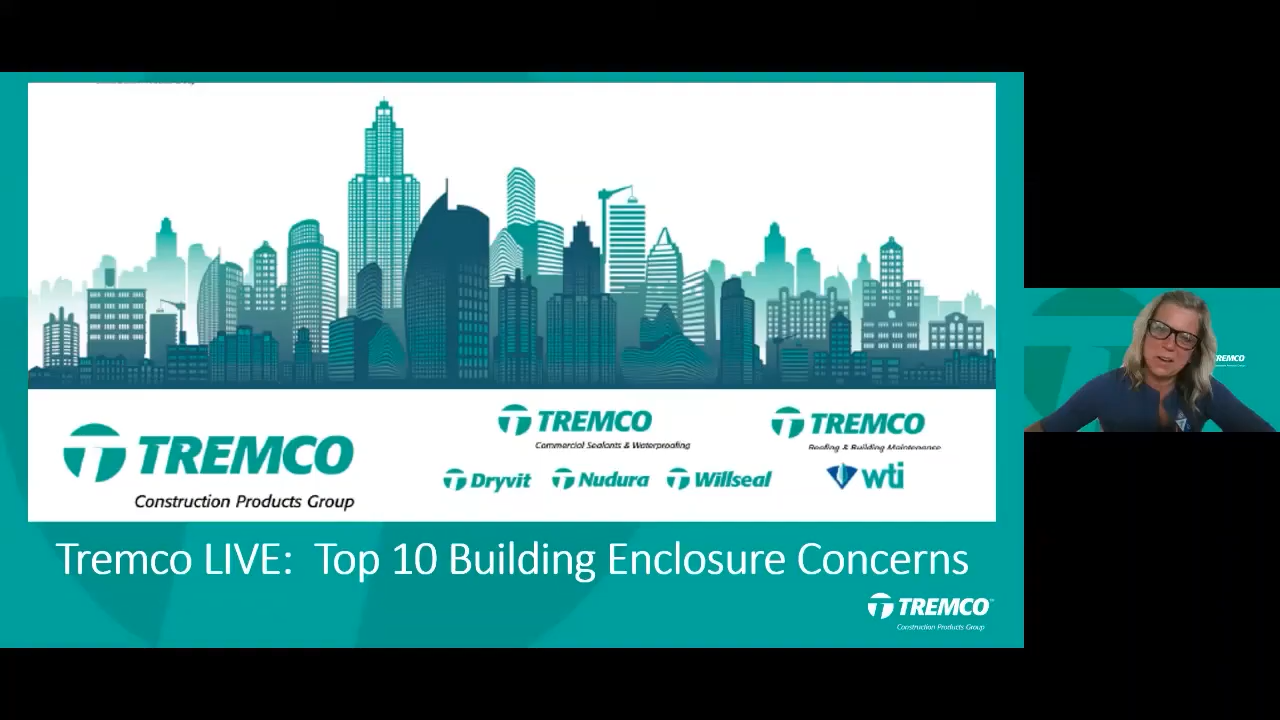 TREMCO
Construction Products Group
TREMCO
Commercial Sealants & Waterproofing
TREMCO
Roofing & Building Maintenance
Dryvit
Nudura
Willseal
wti
Tremco LIVE: Top 10 Building Enclosure Concerns
TREMCO
Construction Products Group
TREMCO